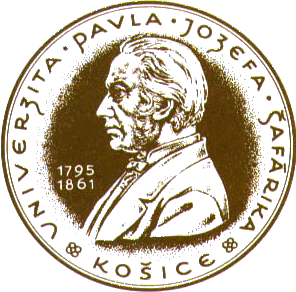 UNIVERZITA · PAVLA · JOZEFA · ŠAFÁRIKA
KOŠICE
1795
1861